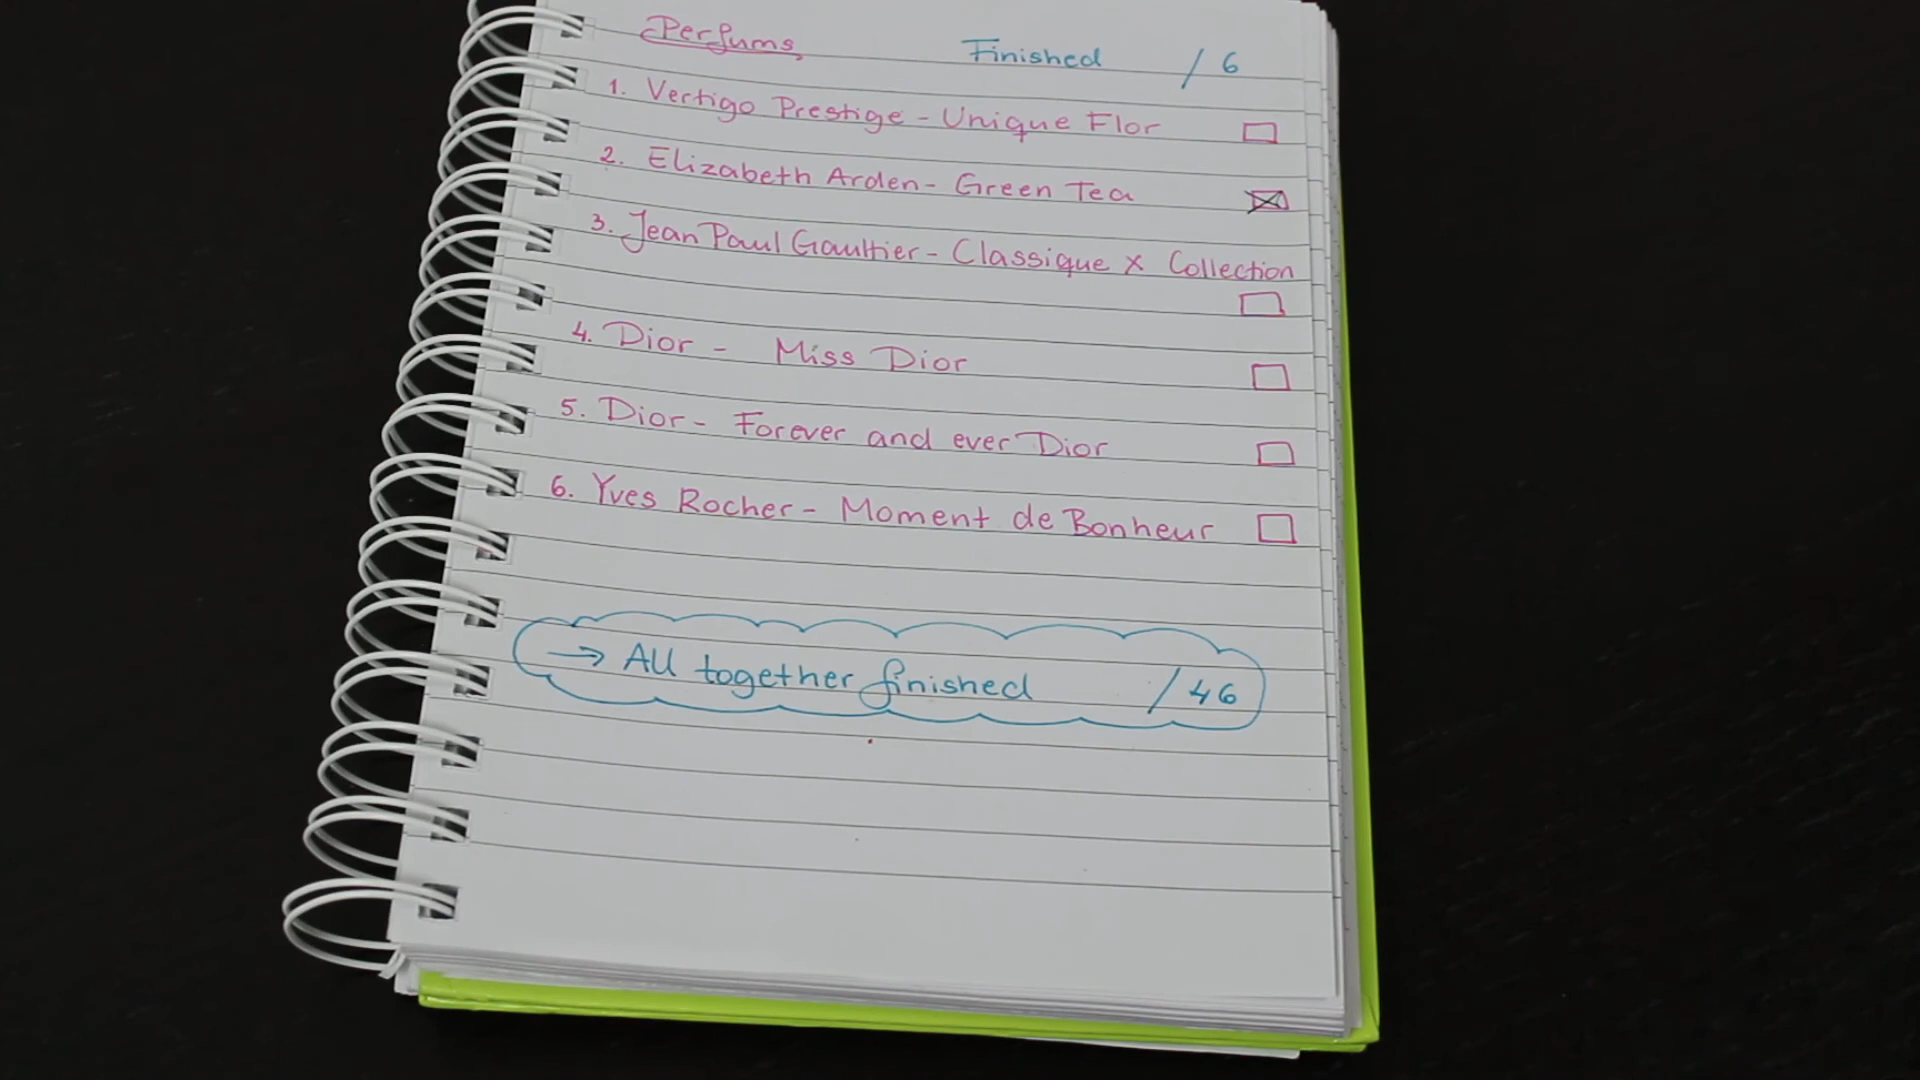 Perfums Finished / 6
1. Vertigo Prestige - Unique Flor
2. Elizabeth Arden - Green Tea
3. Jean Paul Gaultier - Classique X Collection
4. Dior - Miss Dior
5. Dior - Forever and ever Dior
6. Yves Rocher - Moment de Bonheur
→ All together finished / 46